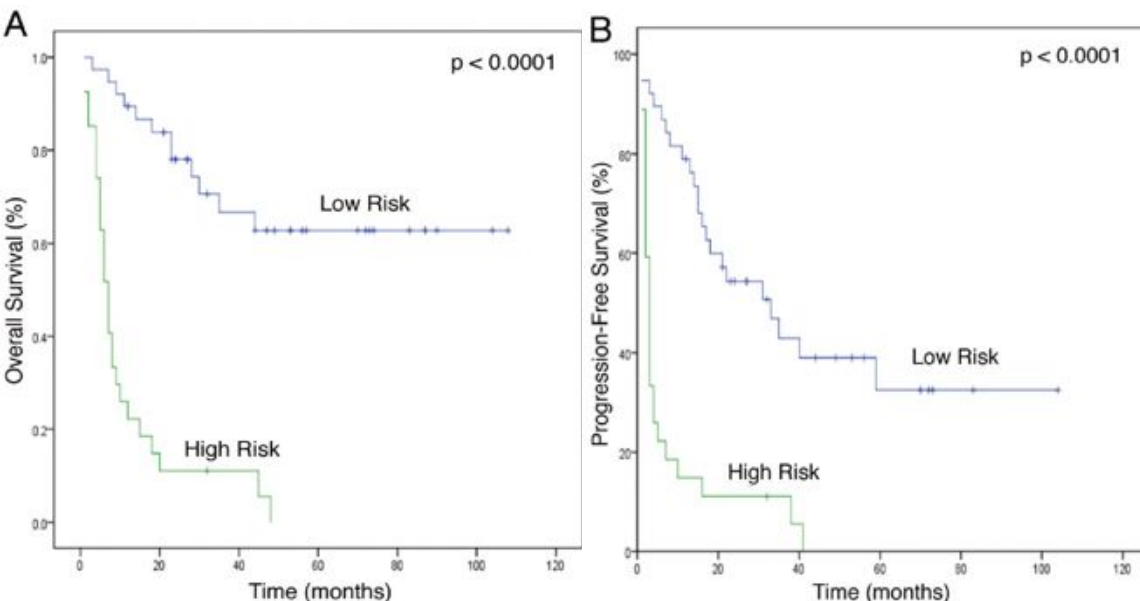 A
p < 0.0001
1.0
0.8
0.6
0.4
0.2
0.0
Overall Survival (%)
Low Risk
High Risk
0 20 40 60 80 100 120
Time (months)
B
p < 0.0001
100
80
60
40
20
0
Progression-Free Survival (%)
Low Risk
High Risk
0 20 40 60 80 100 120
Time (months)